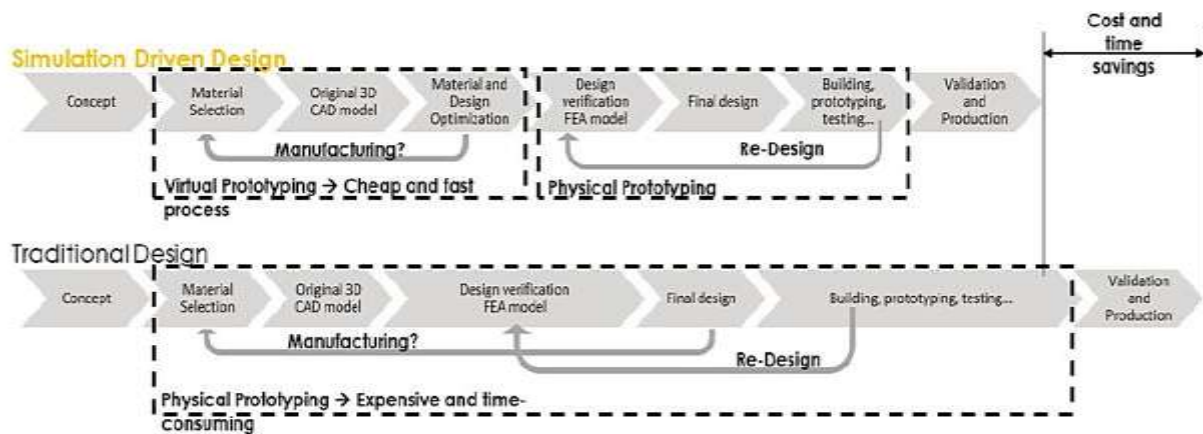 Cost and
time
savings
Simulation Driven Design
Concept
Material
Selection
Original 3D
CAD model
Material and
Design
Optimization
Design
verification
FEA model
Final design
Building,
prototyping,
testing...
Validation
and
Production
Manufacturing?
Re-Design
Virtual Prototyping → Cheap and fast
process
Physical Prototyping
Traditional Design
Concept
Material
Selection
Original 3D
CAD model
Design verification
FEA model
Final design
Building, prototyping, testing...
Validation
and
Production
Manufacturing?
Re-Design
Physical Prototyping → Expensive and time-
consuming